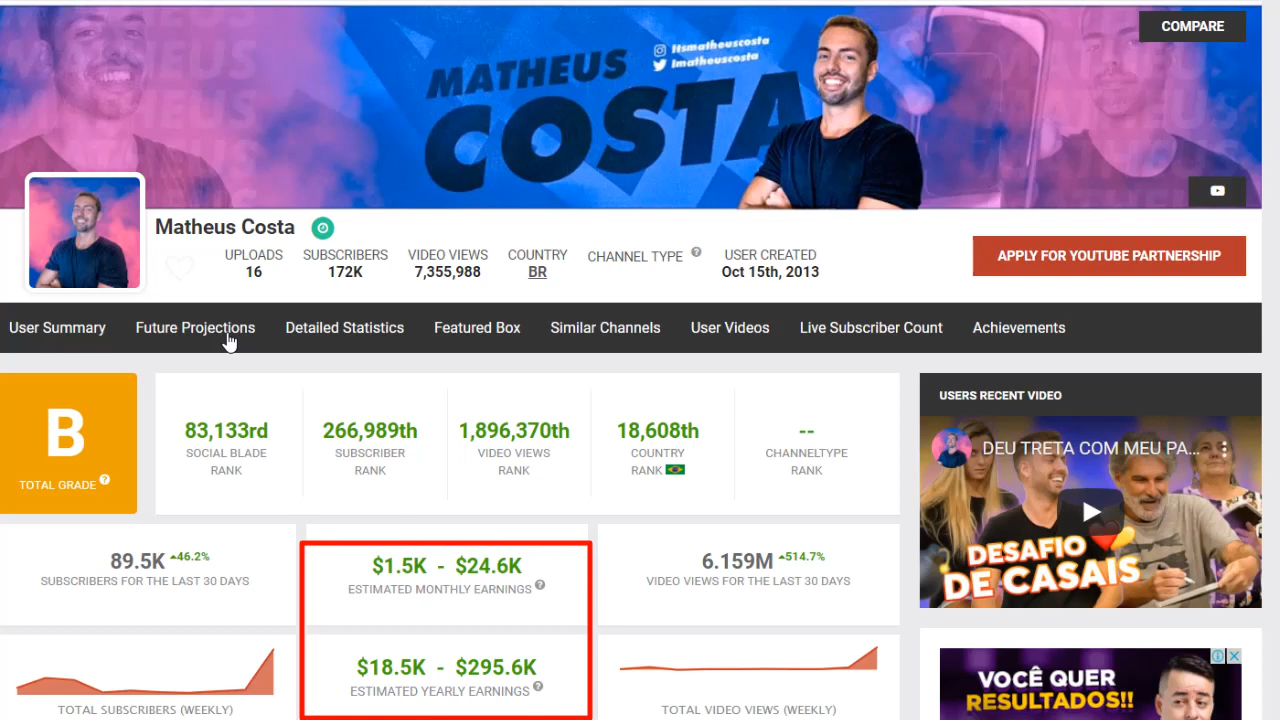 COMPARE
Itsmatheuscosta
Imatheuscosta
MATHEUS
COSTA
Matheus Costa
UPLOADS
16
SUBSCRIBERS
172K
VIDEO VIEWS
7,355,988
COUNTRY
BR
CHANNEL TYPE ?
USER CREATED
Oct 15th, 2013
APPLY FOR YOUTUBE PARTNERSHIP
User Summary
Future Projections
Detailed Statistics
Featured Box
Similar Channels
User Videos
Live Subscriber Count
Achievements
B
TOTAL GRADE ?
83,133rd
SOCIAL BLADE
RANK
266,989th
SUBSCRIBER
RANK
1,896,370th
VIDEO VIEWS
RANK
18,608th
COUNTRY
RANK
--
CHANNELTYPE
RANK
USERS RECENT VIDEO
DEU TRETA COM MEU PA...
DESAFIO
DE CASAIS
89.5K 46.2%
SUBSCRIBERS FOR THE LAST 30 DAYS
$1.5K - $24.6K
ESTIMATED MONTHLY EARNINGS ?
6.159M 514.7%
VIDEO VIEWS FOR THE LAST 30 DAYS
TOTAL SUBSCRIBERS (WEEKLY)
$18.5K - $295.6K
ESTIMATED YEARLY EARNINGS ?
TOTAL VIDEO VIEWS (WEEKLY)
VOCÊ QUER
RESULTADOS!!